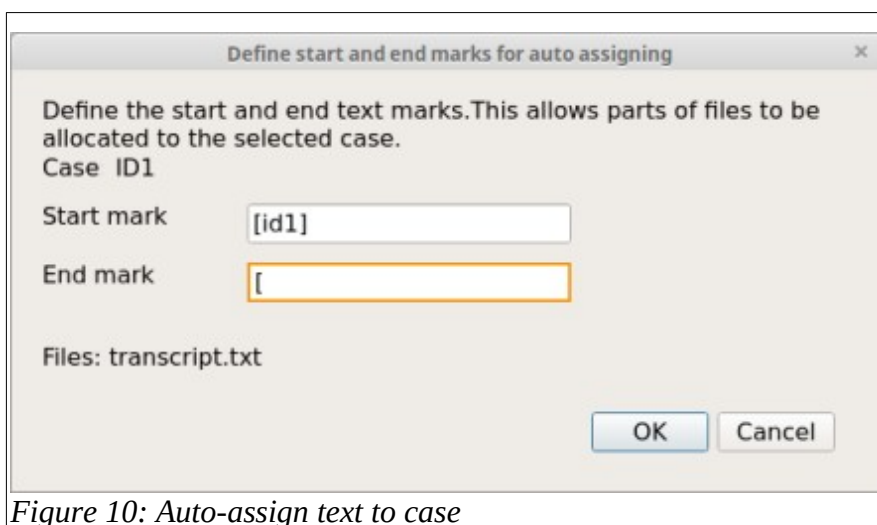 Define start and end marks for auto assigning ×
Define the start and end text marks.This allows parts of files to be
allocated to the selected case.
Case ID1
Start mark [id1]
End mark [
Files: transcript.txt
OK Cancel
Figure 10: Auto-assign text to case